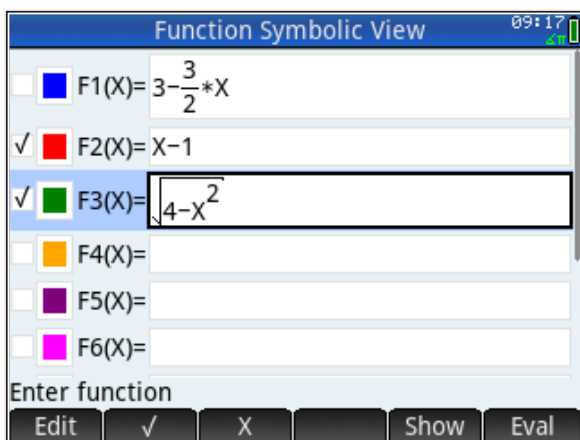 Function Symbolic View 09:17
∡π
F1(X)= 3-3/2*X
√ F2(X)= X-1
√ F3(X)= √(4-X²)
F4(X)=
F5(X)=
F6(X)=
Enter function
Edit √ X Show Eval